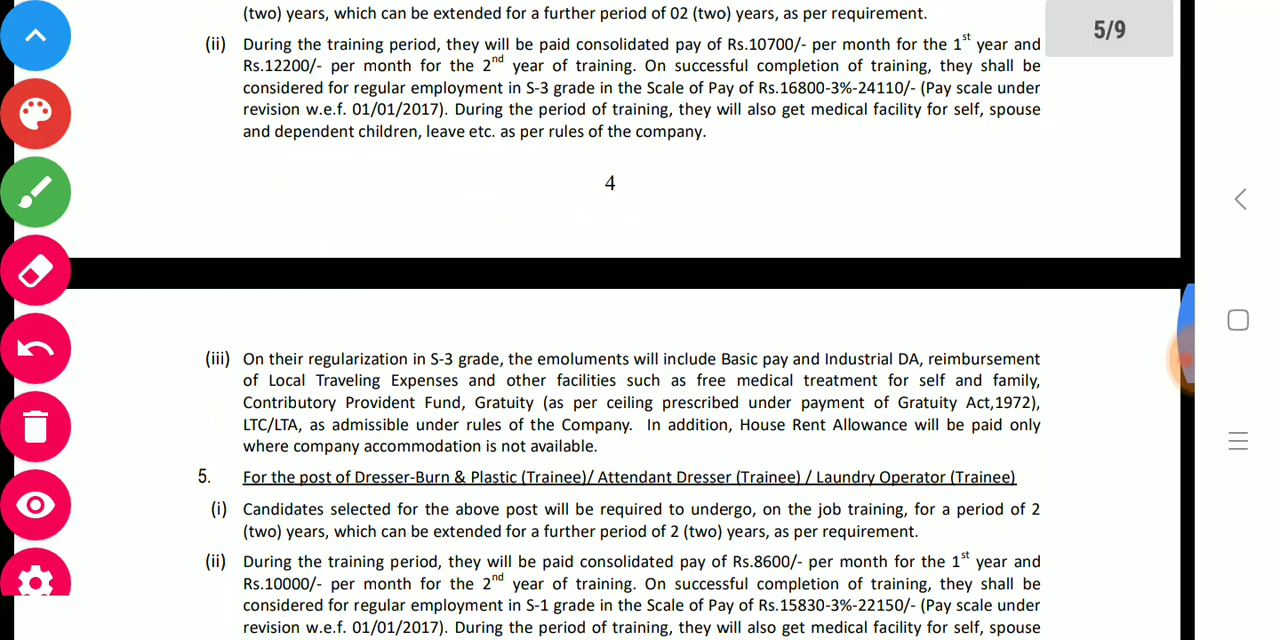 (two) years, which can be extended for a further period of 02 (two) years, as per requirement.
5/9
(ii) During the training period, they will be paid consolidated pay of Rs.10700/- per month for the 1st year and
Rs.12200/- per month for the 2nd year of training. On successful completion of training, they shall be
considered for regular employment in S-3 grade in the Scale of Pay of Rs.16800-3%-24110/- (Pay scale under
revision w.e.f. 01/01/2017). During the period of training, they will also get medical facility for self, spouse
and dependent children, leave etc. as per rules of the company.
4
(iii) On their regularization in S-3 grade, the emoluments will include Basic pay and Industrial DA, reimbursement
of Local Traveling Expenses and other facilities such as free medical treatment for self and family,
Contributory Provident Fund, Gratuity (as per ceiling prescribed under payment of Gratuity Act,1972),
LTC/LTA, as admissible under rules of the Company. In addition, House Rent Allowance will be paid only
where company accommodation is not available.
5. For the post of Dresser-Burn & Plastic (Trainee)/ Attendant Dresser (Trainee) / Laundry Operator (Trainee)
(i) Candidates selected for the above post will be required to undergo, on the job training, for a period of 2
(two) years, which can be extended for a further period of 2 (two) years, as per requirement.
(ii) During the training period, they will be paid consolidated pay of Rs.8600/- per month for the 1st year and
Rs.10000/- per month for the 2nd year of training. On successful completion of training, they shall be
considered for regular employment in S-1 grade in the Scale of Pay of Rs.15830-3%-22150/- (Pay scale under
revision w.e.f. 01/01/2017). During the period of training, they will also get medical facility for self, spouse